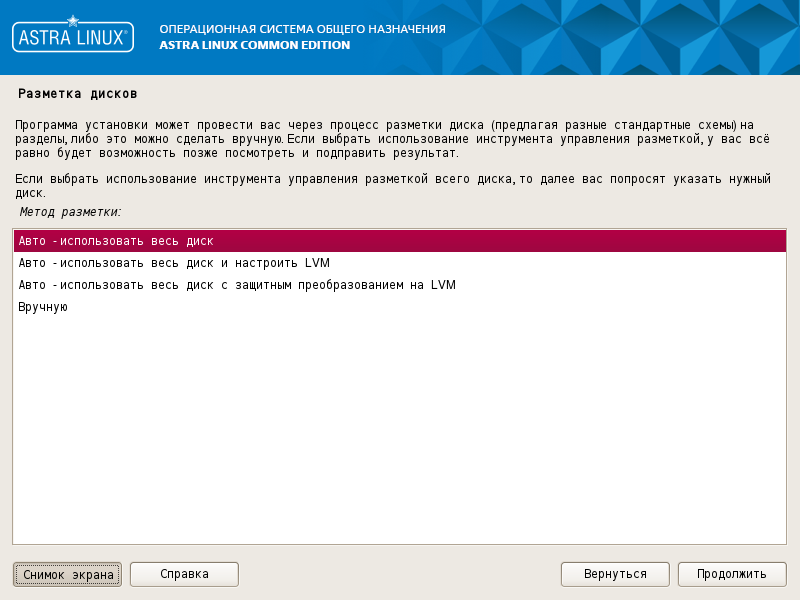 ASTRA LINUX®
ОПЕРАЦИОННАЯ СИСТЕМА ОБЩЕГО НАЗНАЧЕНИЯ
ASTRA LINUX COMMON EDITION
Разметка дисков
Программа установки может провести вас через процесс разметки диска (предлагая разные стандартные схемы) на
разделы, либо это можно сделать вручную. Если выбрать использование инструмента управления разметкой, у вас всё
равно будет возможность позже посмотреть и подправить результат.
Если выбрать использование инструмента управления разметкой всего диска, то далее вас попросят указать нужный
диск.
Метод разметки:
Авто - использовать весь диск
Авто - использовать весь диск и настроить LVM
Авто - использовать весь диск с защитным преобразованием на LVM
Вручную
Снимок экрана
Справка
Вернуться
Продолжить